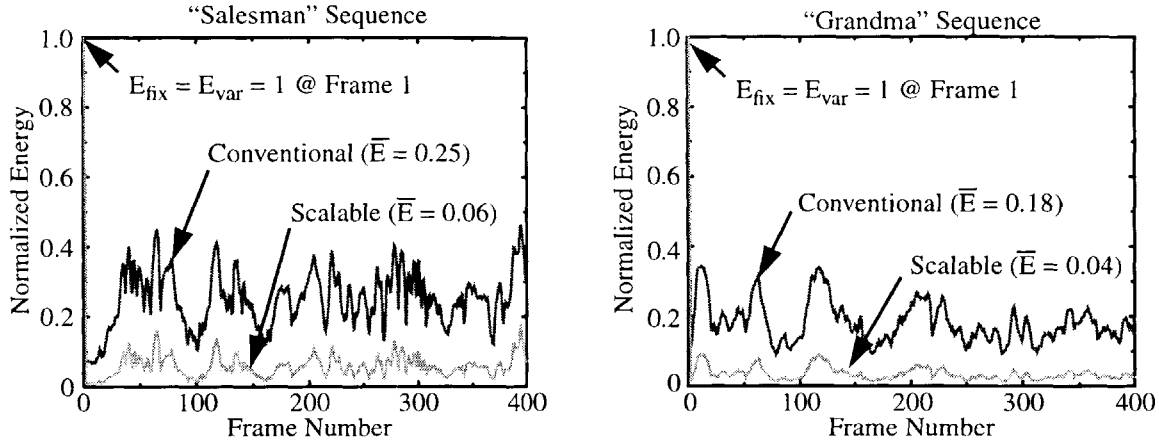 “Salesman” Sequence
Normalized Energy
1.0
0.8
0.6
0.4
0.2
0
E_fix = E_var = 1 @ Frame 1
Conventional (E̅ = 0.25)
Scalable (E̅ = 0.06)
0 100 200 300 400
Frame Number
“Grandma” Sequence
Normalized Energy
1.0
0.8
0.6
0.4
0.2
0
E_fix = E_var = 1 @ Frame 1
Conventional (E̅ = 0.18)
Scalable (E̅ = 0.04)
0 100 200 300 400
Frame Number